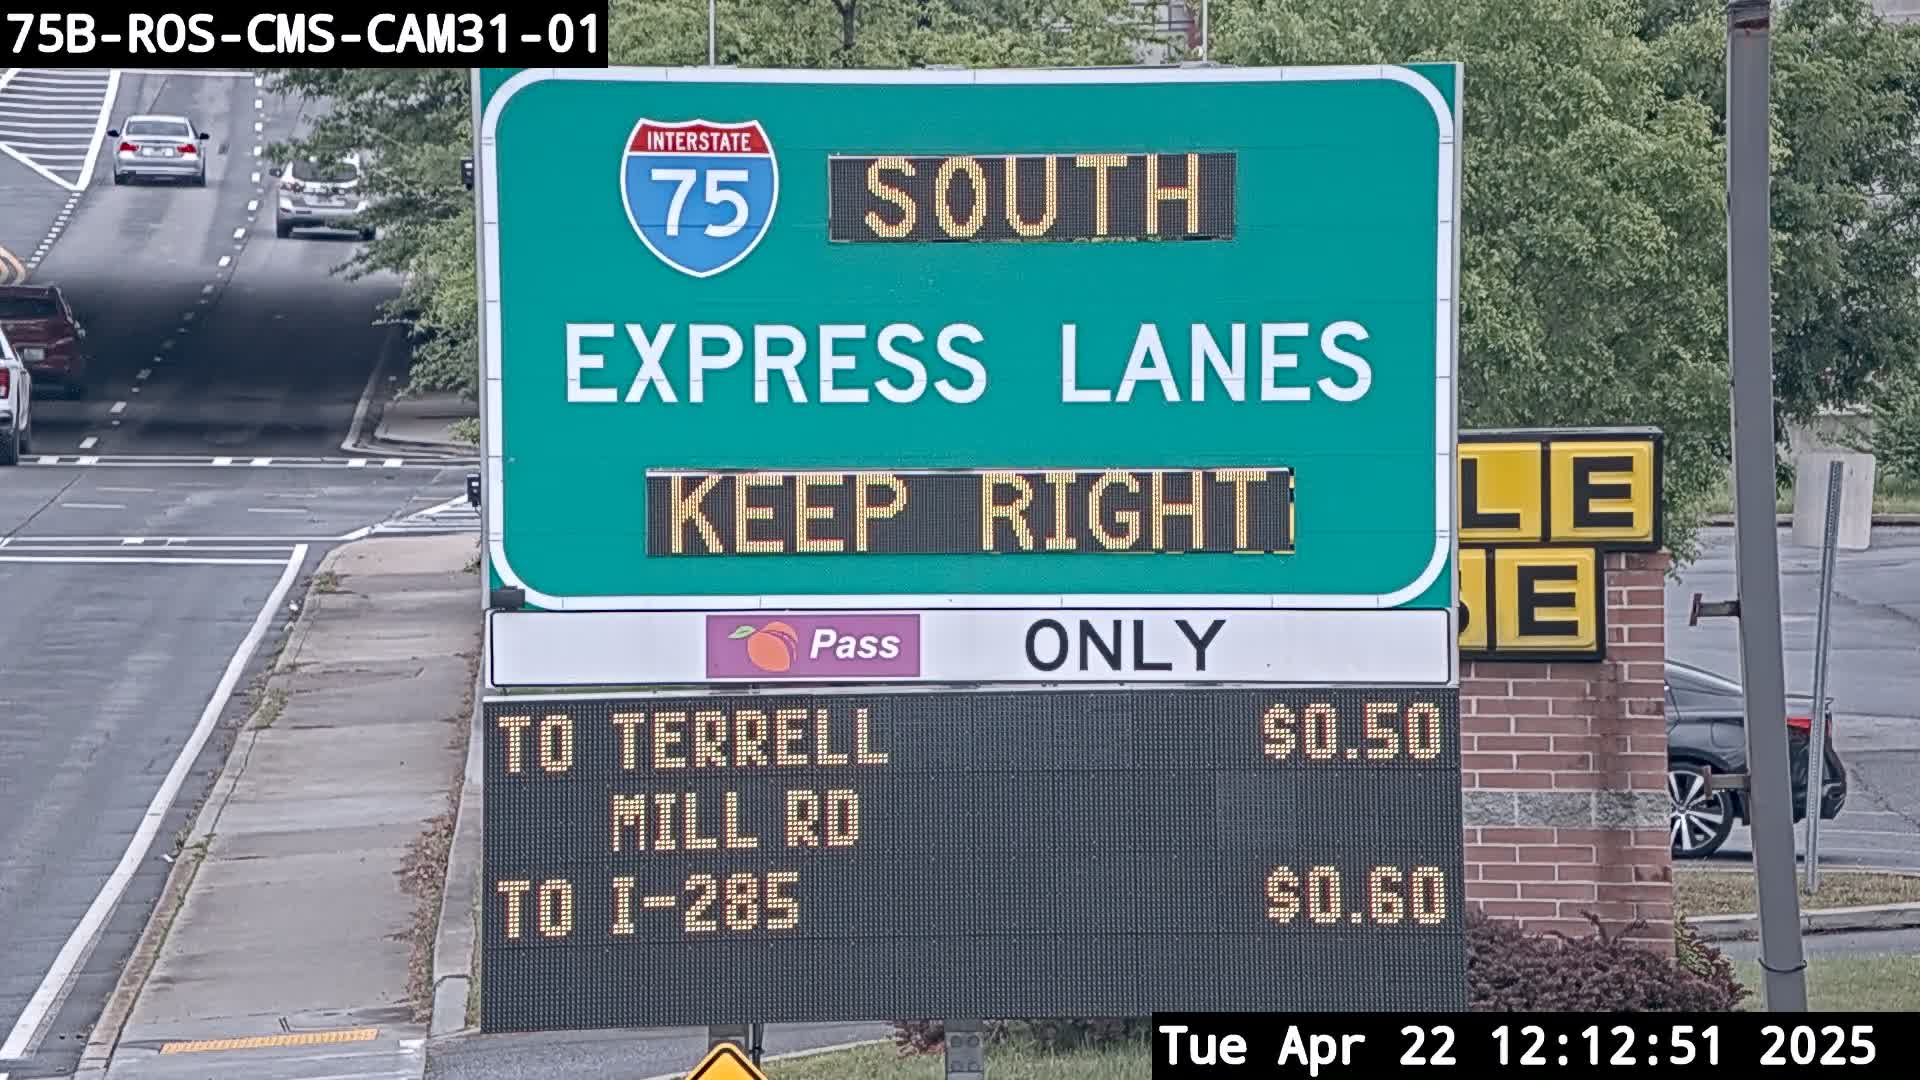 75B-ROS-CMS-CAM31-01
INTERSTATE
75
SOUTH
EXPRESS LANES
KEEP RIGHT
Pass ONLY
TO TERRELL $0.50
MILL RD
TO I-285 $0.60
LE
E
Tue Apr 22 12:12:51 2025